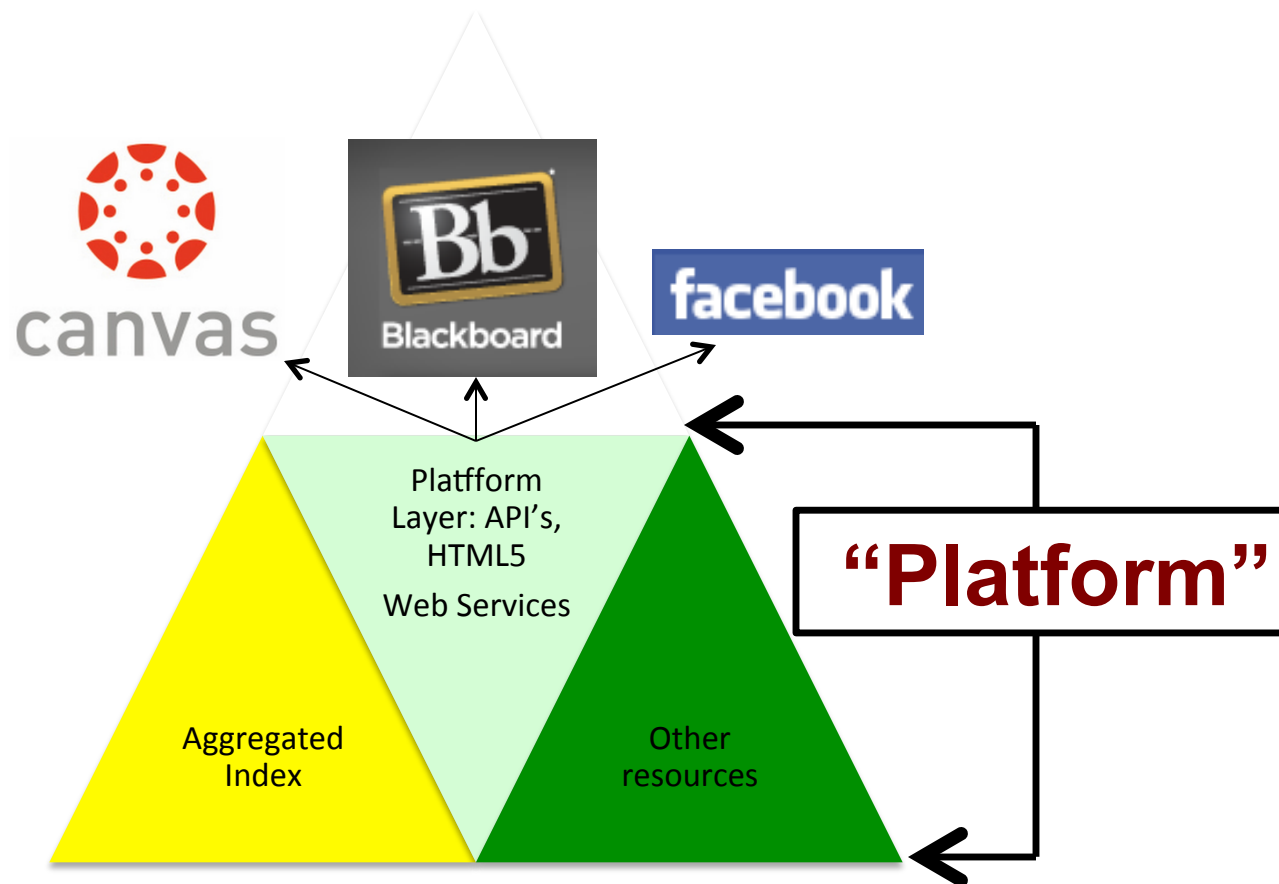 canvas
Bb
Blackboard
facebook
Platfform
Layer: API's,
HTML5
Web Services
“Platform”
Aggregated
Index
Other
resources